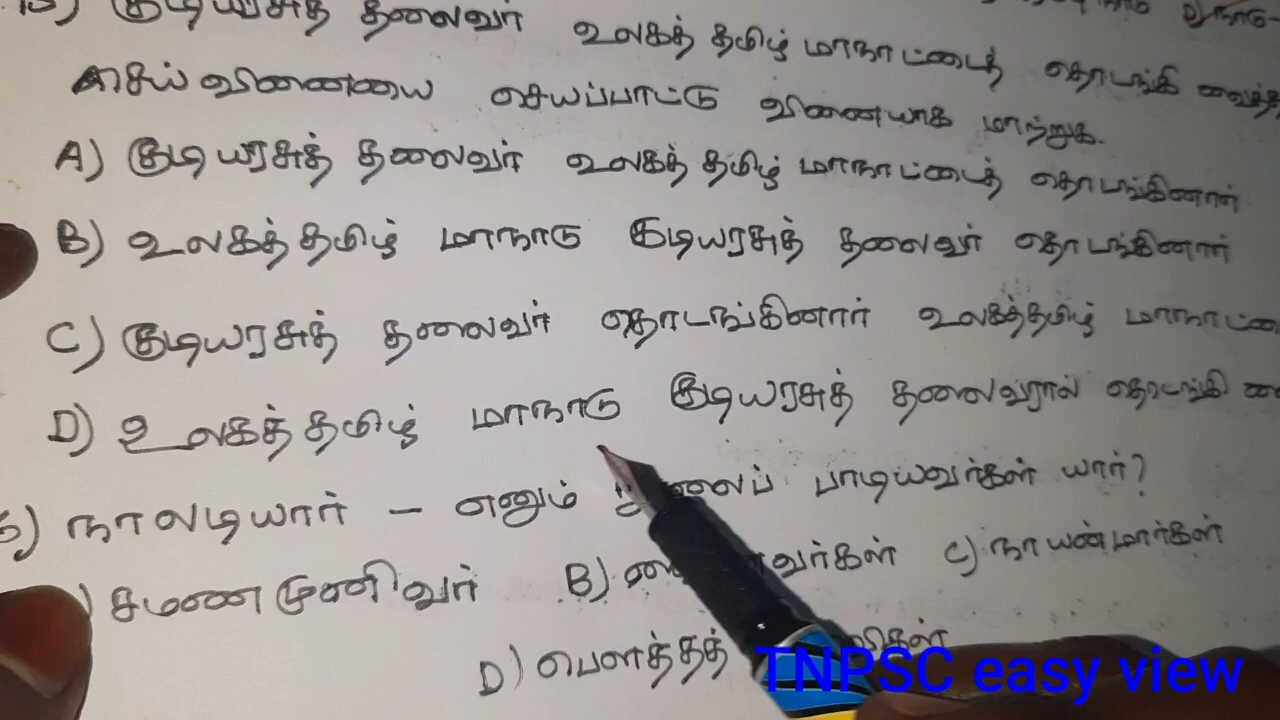 15) குடியரசுத் தலைவர் உலகத் தமிழ் மாநாட்டைத் தொடங்கி
செய்வினையை செயப்பாட்டு வினையாக மாற்றுக.
A) குடியரசுத் தலைவர் உலகத் தமிழ் மாநாட்டைத் தொடங்கினார்
B) உலகத் தமிழ் மாநாடு குடியரசுத் தலைவர் தொடங்கினார்
C) குடியரசுத் தலைவர் தொடங்கினார் உலகத்தமிழ்
D) உலகத் தமிழ் மாநாடு குடியரசுத் தலைவரால் தொடங்கி
நாலடியார் - எனும் பாடியவர்கள் யார்?
சமணமுனிவர் B) C) நாயன்மார்கள்
D) பௌத்தத்
TNPSC easy view